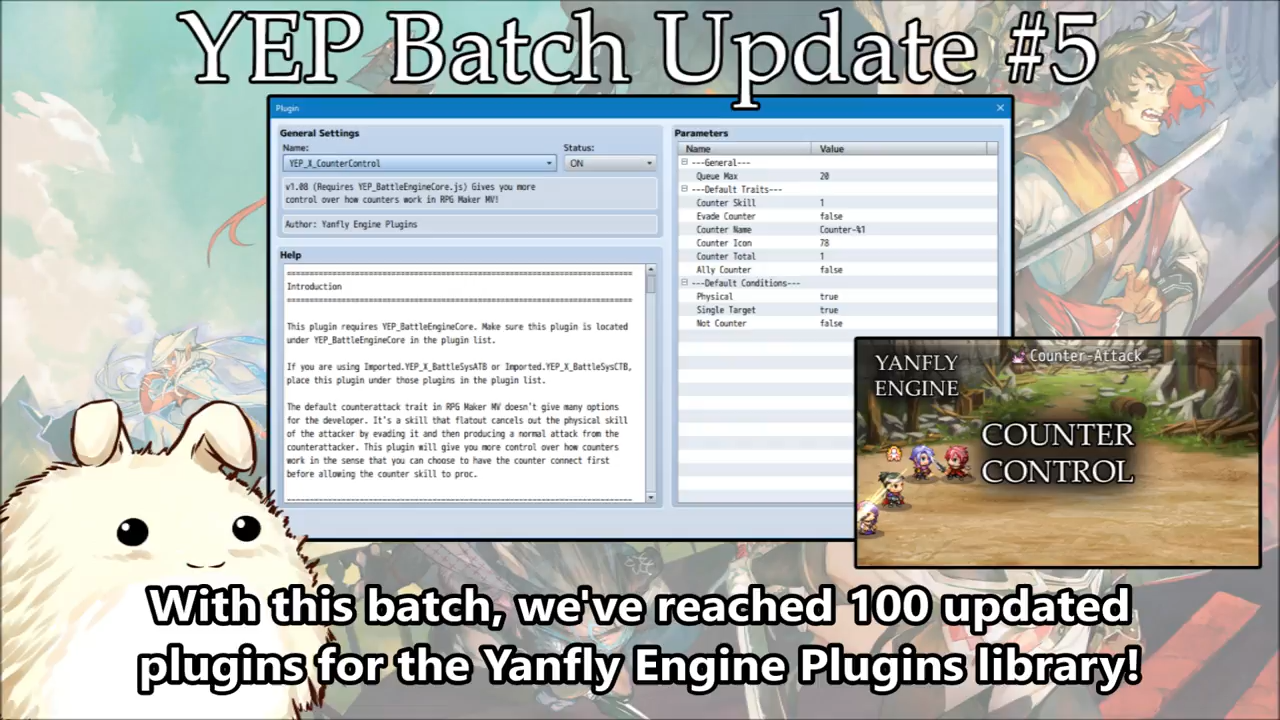 YEP Batch Update #5
Plugin
General Settings
Name:
Status:
YEP_X_CounterControl
ON
v1.08 (Requires YEP_BattleEngineCore.js) Gives you more
control over how counters work in RPG Maker MV!
Author: Yanfly Engine Plugins
Help
================================================================================
Introduction
================================================================================
This plugin requires YEP_BattleEngineCore. Make sure this plugin is located
under YEP_BattleEngineCore in the plugin list.
If you are using Imported.YEP_X_BattleSysATB or Imported.YEP_X_BattleSysCTB,
place this plugin under those plugins in the plugin list.
The default counterattack trait in RPG Maker MV doesn't give many options
for the developer. It's a skill that flatout cancels out the physical skill
of the attacker by evading it and then producing a normal attack from the
counterattacker. This plugin will give you more control over how counters
work in the sense that you can choose to have the counter connect first
before allowing the counter skill to proc.
Parameters
Name Value
---General---
Queue Max 20
---Default Traits---
Counter Skill 1
Evade Counter false
Counter Name Counter-%1
Counter Icon 78
Counter Total 1
Ally Counter false
---Default Conditions---
Physical true
Single Target true
Not Counter false
YANFLY
ENGINE
Counter-Attack
COUNTER
CONTROL
With this batch, we've reached 100 updated
plugins for the Yanfly Engine Plugins library!